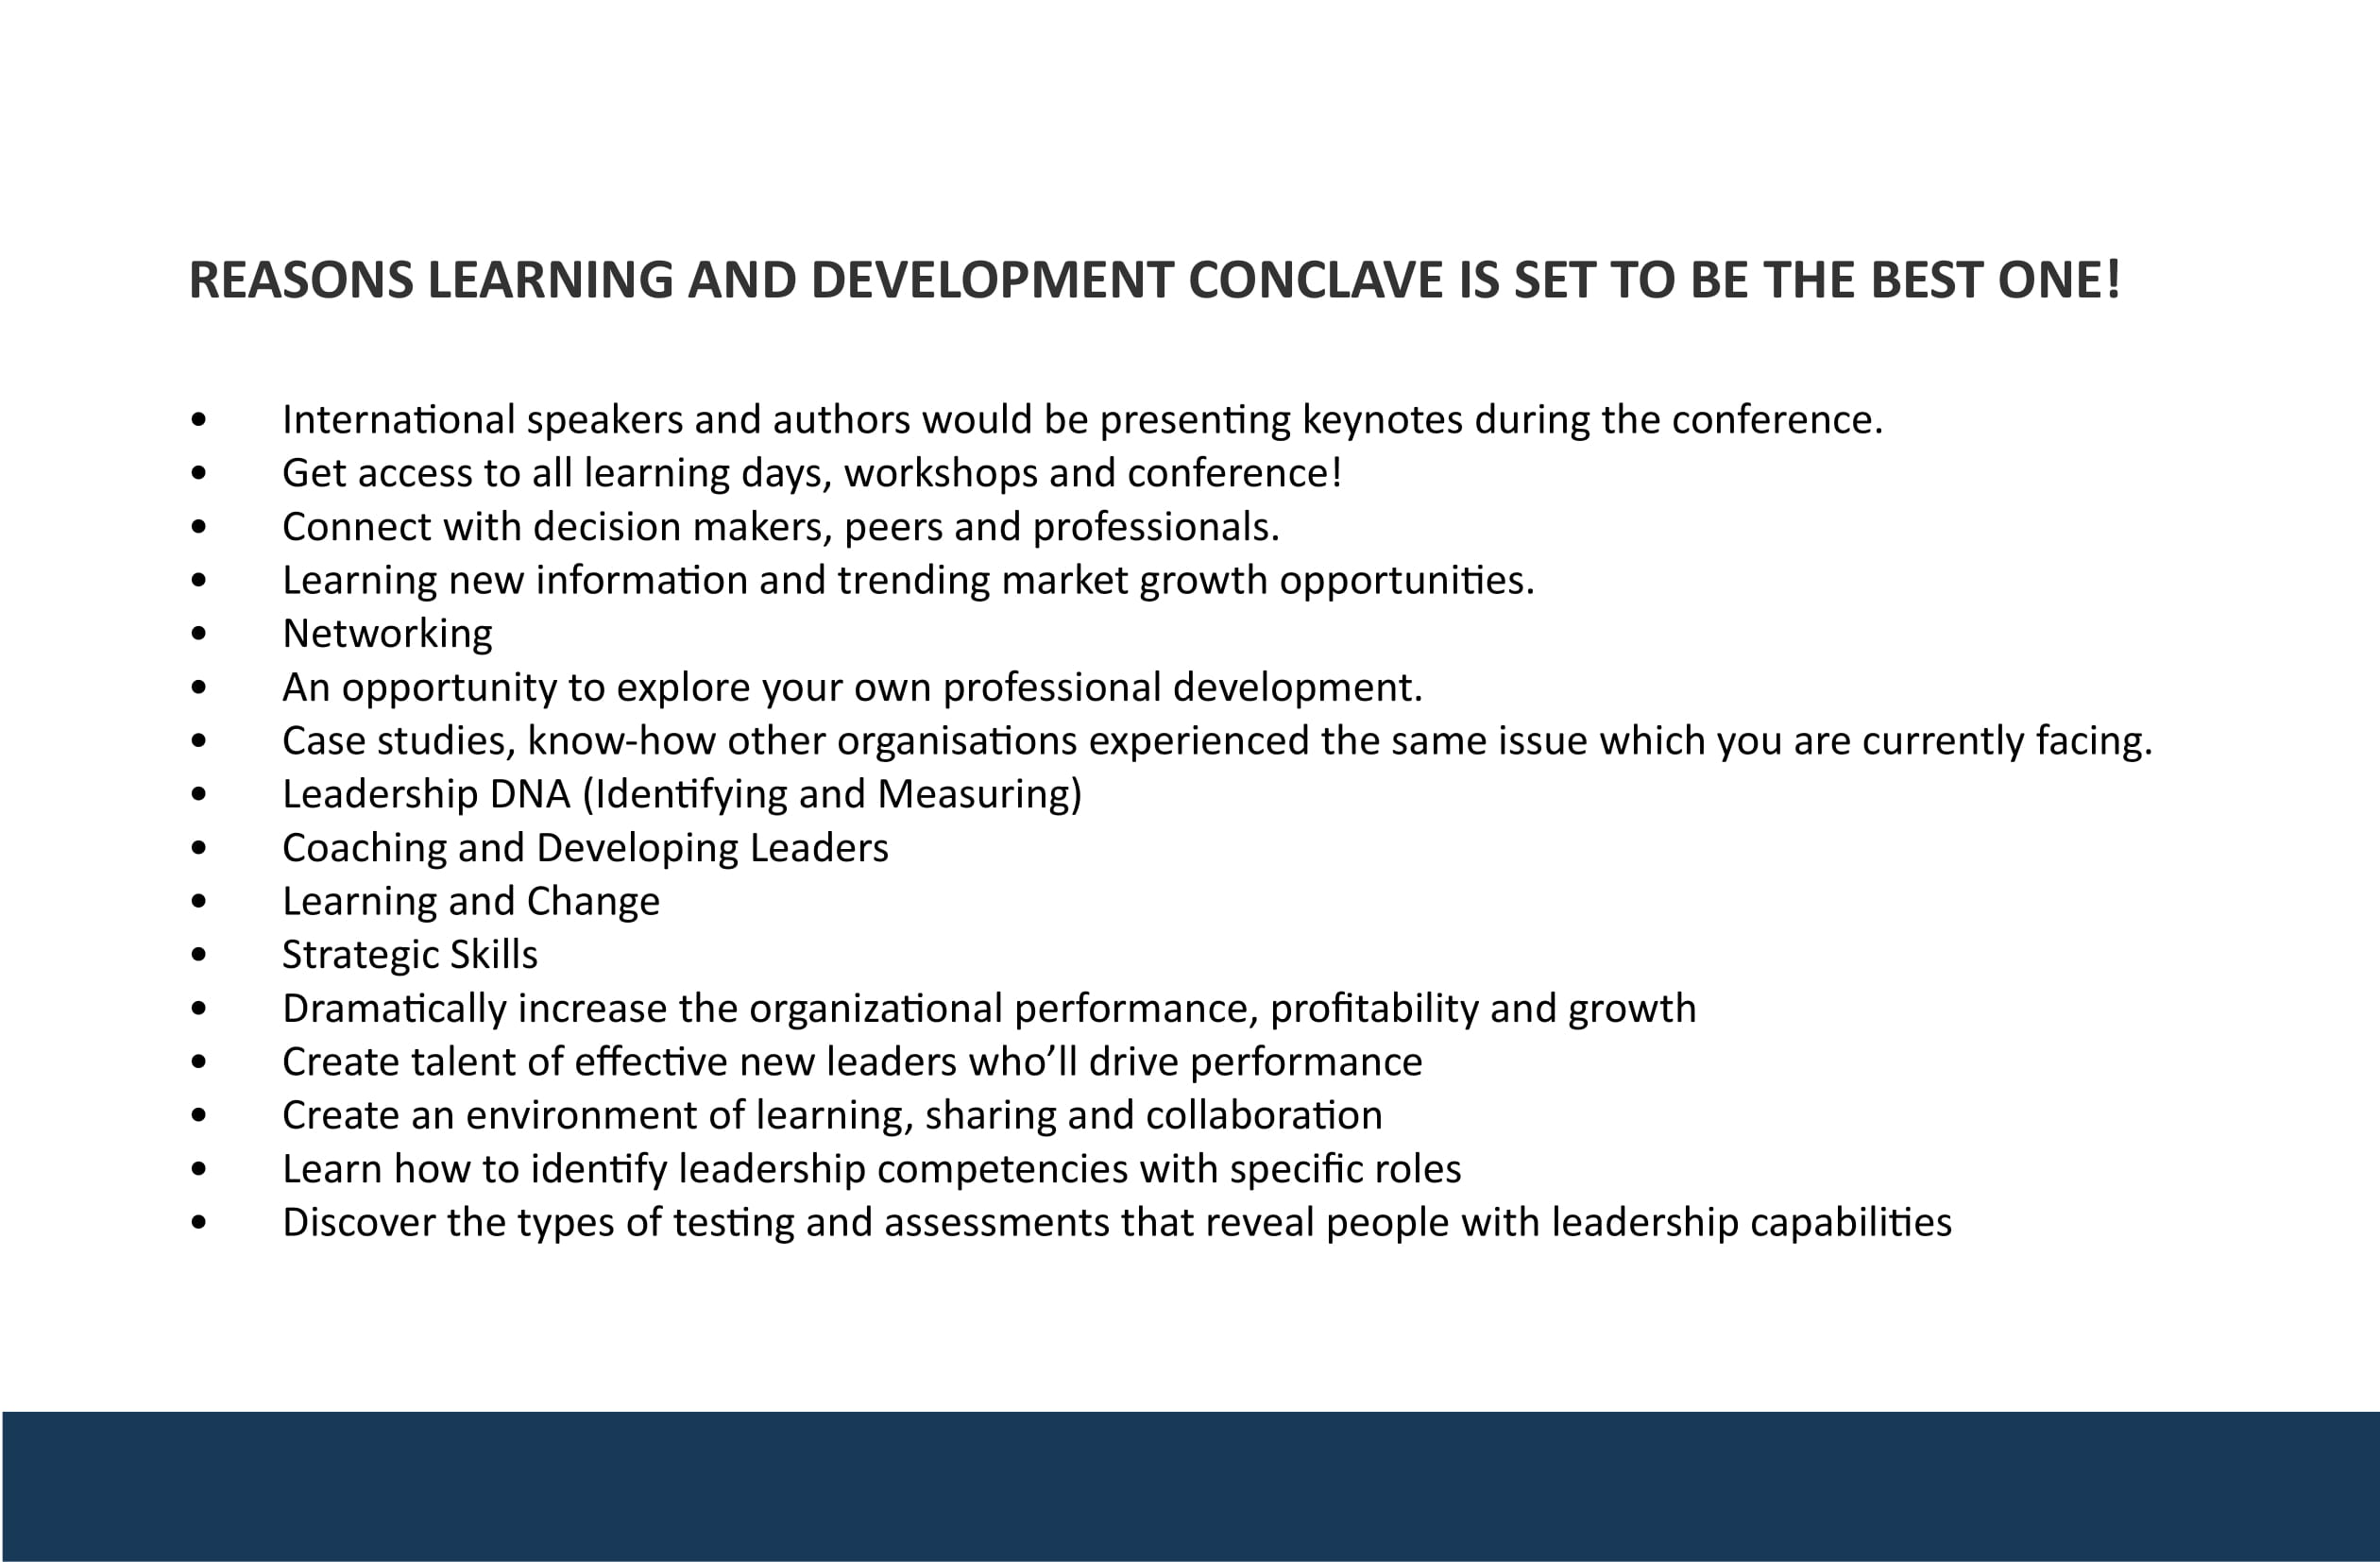 REASONS LEARNING AND DEVELOPMENT CONCLAVE IS SET TO BE THE BEST ONE!
• International speakers and authors would be presenting keynotes during the conference.
• Get access to all learning days, workshops and conference!
• Connect with decision makers, peers and professionals.
• Learning new information and trending market growth opportunities.
• Networking
• An opportunity to explore your own professional development.
• Case studies, know-how other organisations experienced the same issue which you are currently facing.
• Leadership DNA (Identifying and Measuring)
• Coaching and Developing Leaders
• Learning and Change
• Strategic Skills
• Dramatically increase the organizational performance, profitability and growth
• Create talent of effective new leaders who’ll drive performance
• Create an environment of learning, sharing and collaboration
• Learn how to identify leadership competencies with specific roles
• Discover the types of testing and assessments that reveal people with leadership capabilities